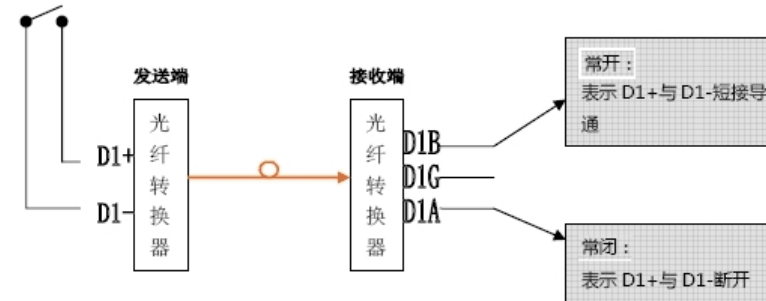 发送端
接收端
光纤转换器
光纤转换器
D1+
D1-
D1B
D1G
D1A
常开：
表示 D1+与 D1-短接导
通
常闭：
表示 D1+与 D1-断开